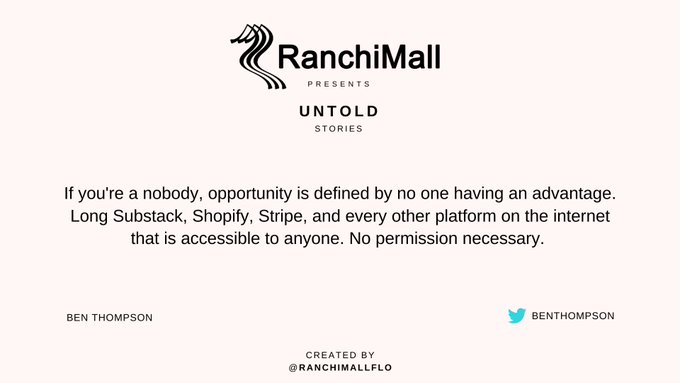 RanchiMall
PRESENTS
UNTOLD
STORIES
If you're a nobody, opportunity is defined by no one having an advantage.
Long Substack, Shopify, Stripe, and every other platform on the internet
that is accessible to anyone. No permission necessary.
BEN THOMPSON
BENTHOMPSON
CREATED BY
@RANCHIMALLFLO